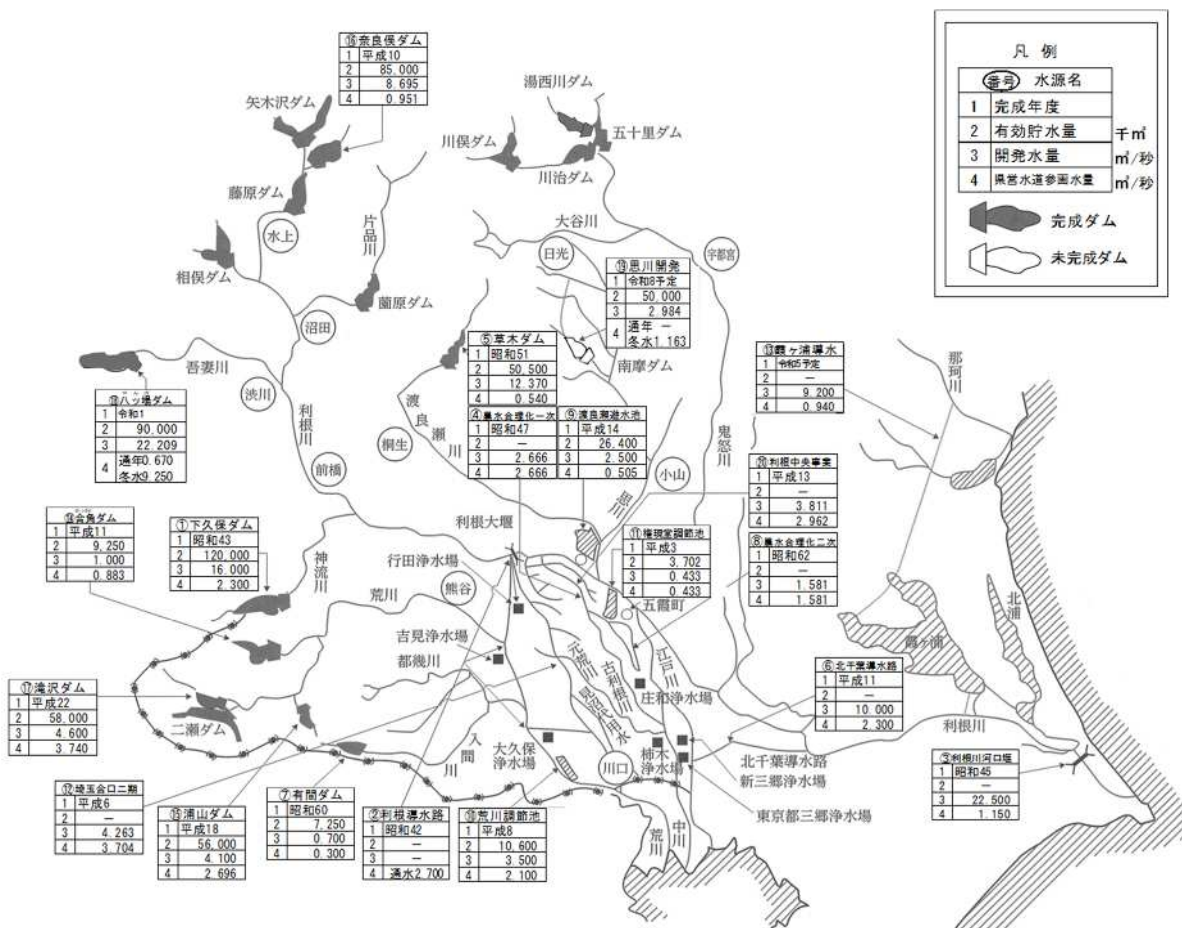 凡 例
番号 水源名
1 完成年度
2 有効貯水量 千㎥
3 開発水量 ㎥/秒
4 県営水道参画水量 ㎥/秒
完成ダム
未完成ダム
⑯奈良俣ダム
1 平成10
2 85,000
3 8.695
4 0.951
矢木沢ダム
藤原ダム
水上
片品川
相俣ダム
薗原ダム
沼田
湯西川ダム
五十里ダム
川俣ダム
川治ダム
大谷川
日光
宇都宮
⑲思川開発
1 令和8予定
2 50,000
3 2.984
4 通年 －
冬水1.163
南摩ダム
⑤草木ダム
1 昭和51
2 50,500
3 12.370
4 0.540
④農水合理化一次
1 昭和47
2 －
3 2.666
4 2.666
⑨渡良瀬遊水池
1 平成14
2 26,400
3 2.500
4 0.505
⑬霞ヶ浦導水
1 令和5予定
2 －
3 9.200
4 0.940
那珂川
吾妻川
渋川
利根川
⑱八ッ場ダム
1 令和1
2 90,000
3 22.209
4 通年0.670
冬水9.250
渡良瀬川
桐生
前橋
鬼怒川
小山
思川
⑳利根中央事業
1 平成13
2 －
3 3.811
4 2.962
⑧農水合理化二次
1 昭和62
2 －
3 1.581
4 1.581
⑭合角ダム
1 平成11
2 9,250
3 1.000
4 0.883
①下久保ダム
1 昭和43
2 120,000
3 16.000
4 2.300
神流川
利根大堰
行田浄水場
⑪権現堂調節池
1 平成3
2 3,702
3 0.433
4 0.433
五霞町
荒川
熊谷
吉見浄水場
都幾川
元荒川
古利根川
見沼代用水
江戸川
庄和浄水場
霞ヶ浦
北浦
⑥北千葉導水路
1 平成11
2 －
3 10.000
4 2.300
利根川
⑰滝沢ダム
1 平成22
2 58,000
3 4.600
4 3.740
二瀬ダム
入間川
大久保浄水場
川口
柿木浄水場
北千葉導水路
新三郷浄水場
東京都三郷浄水場
③利根川河口堰
1 昭和45
2 －
3 22.500
4 1.150
⑫埼玉合口二期
1 平成6
2 －
3 4.263
4 3.704
⑮浦山ダム
1 平成18
2 56,000
3 4.100
4 2.696
⑦有間ダム
1 昭和60
2 7,250
3 0.700
4 0.300
②利根導水路
1 昭和42
2 －
3 －
4 通水2.700
⑩荒川調節池
1 平成8
2 10,600
3 3.500
4 2.100
荒川
中川